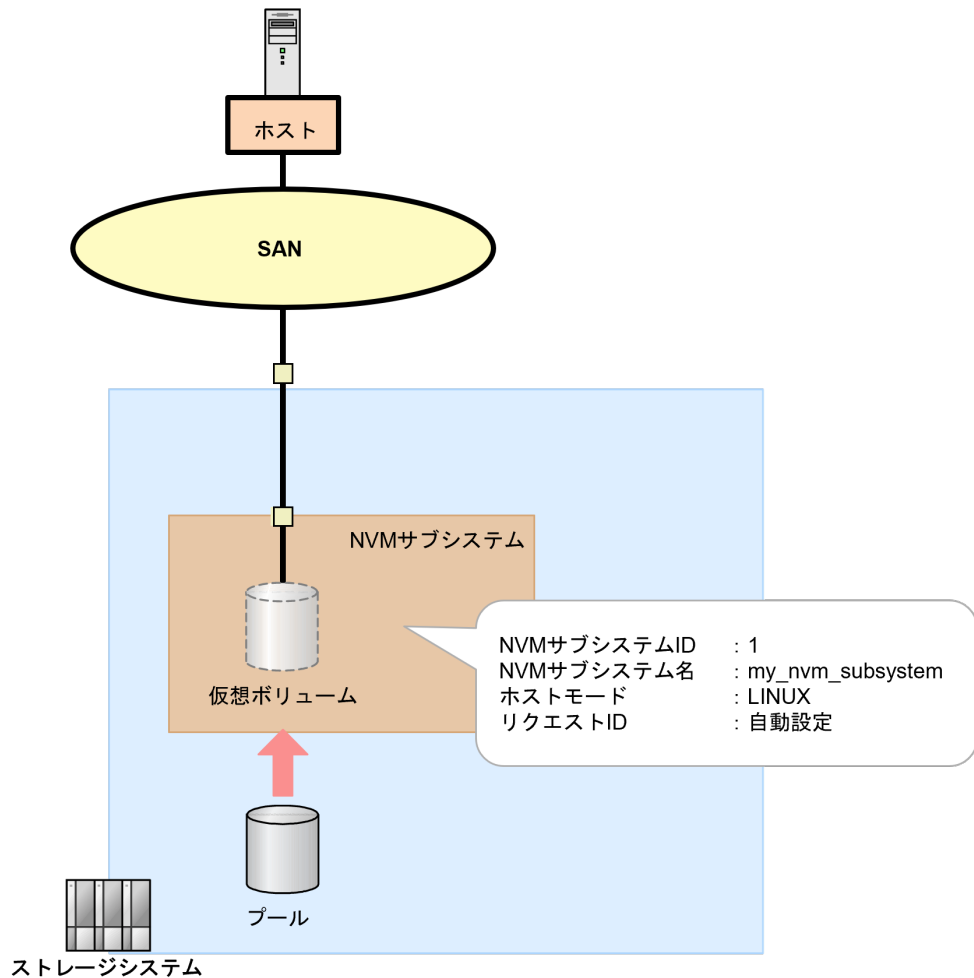 ホスト
SAN
NVMサブシステム
仮想ボリューム
NVMサブシステムID : 1
NVMサブシステム名 : my_nvm_subsystem
ホストモード : LINUX
リクエストID : 自動設定
プール
ストレージシステム